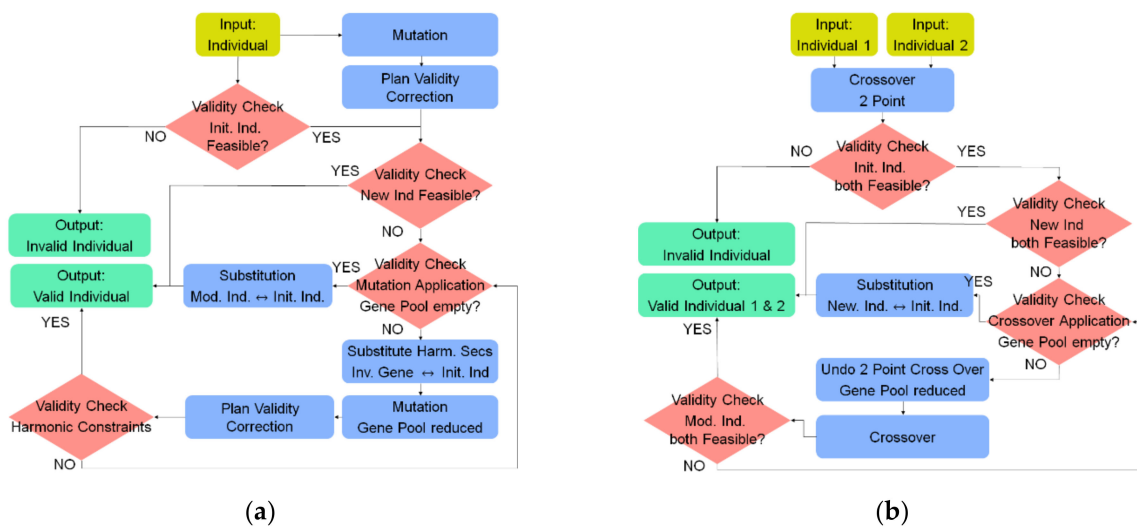 Input:
Individual
Mutation
Plan Validity
Correction
Validity Check
Init. Ind.
Feasible?
NO
YES
Validity Check
New Ind Feasible?
YES
NO
Output:
Invalid Individual
Output:
Valid Individual
Substitution
Mod. Ind. ↔ Init. Ind.
YES
Validity Check
Mutation Application
Gene Pool empty?
NO
YES
Substitute Harm. Secs
Inv. Gene ↔ Init. Ind
Validity Check
Harmonic Constraints
Plan Validity
Correction
Mutation
Gene Pool reduced
NO
(a)
Input:
Individual 1
Input:
Individual 2
Crossover
2 Point
Validity Check
Init. Ind.
both Feasible?
NO
YES
Validity Check
New Ind
both Feasible?
YES
NO
Output:
Invalid Individual
Output:
Valid Individual 1 & 2
Substitution
New. Ind. ↔ Init. Ind.
YES
Validity Check
Crossover Application
Gene Pool empty?
NO
YES
Undo 2 Point Cross Over
Gene Pool reduced
Validity Check
Mod. Ind.
both Feasible?
Crossover
NO
(b)